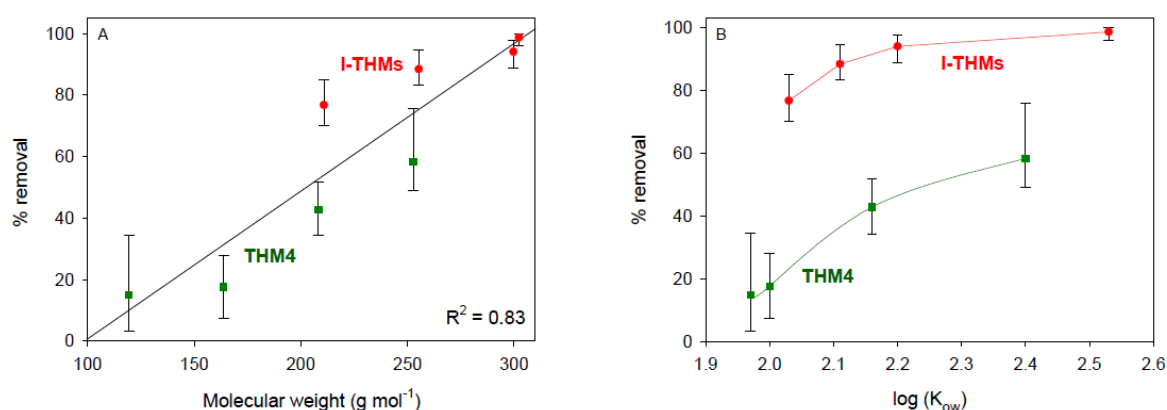 A
I-THMs
THM4
R² = 0.83
% removal
100
80
60
40
20
0
100 150 200 250 300
Molecular weight (g mol⁻¹)
B
I-THMs
THM4
% removal
100
80
60
40
20
0
1.9 2.0 2.1 2.2 2.3 2.4 2.5 2.6
log (Kₒw)